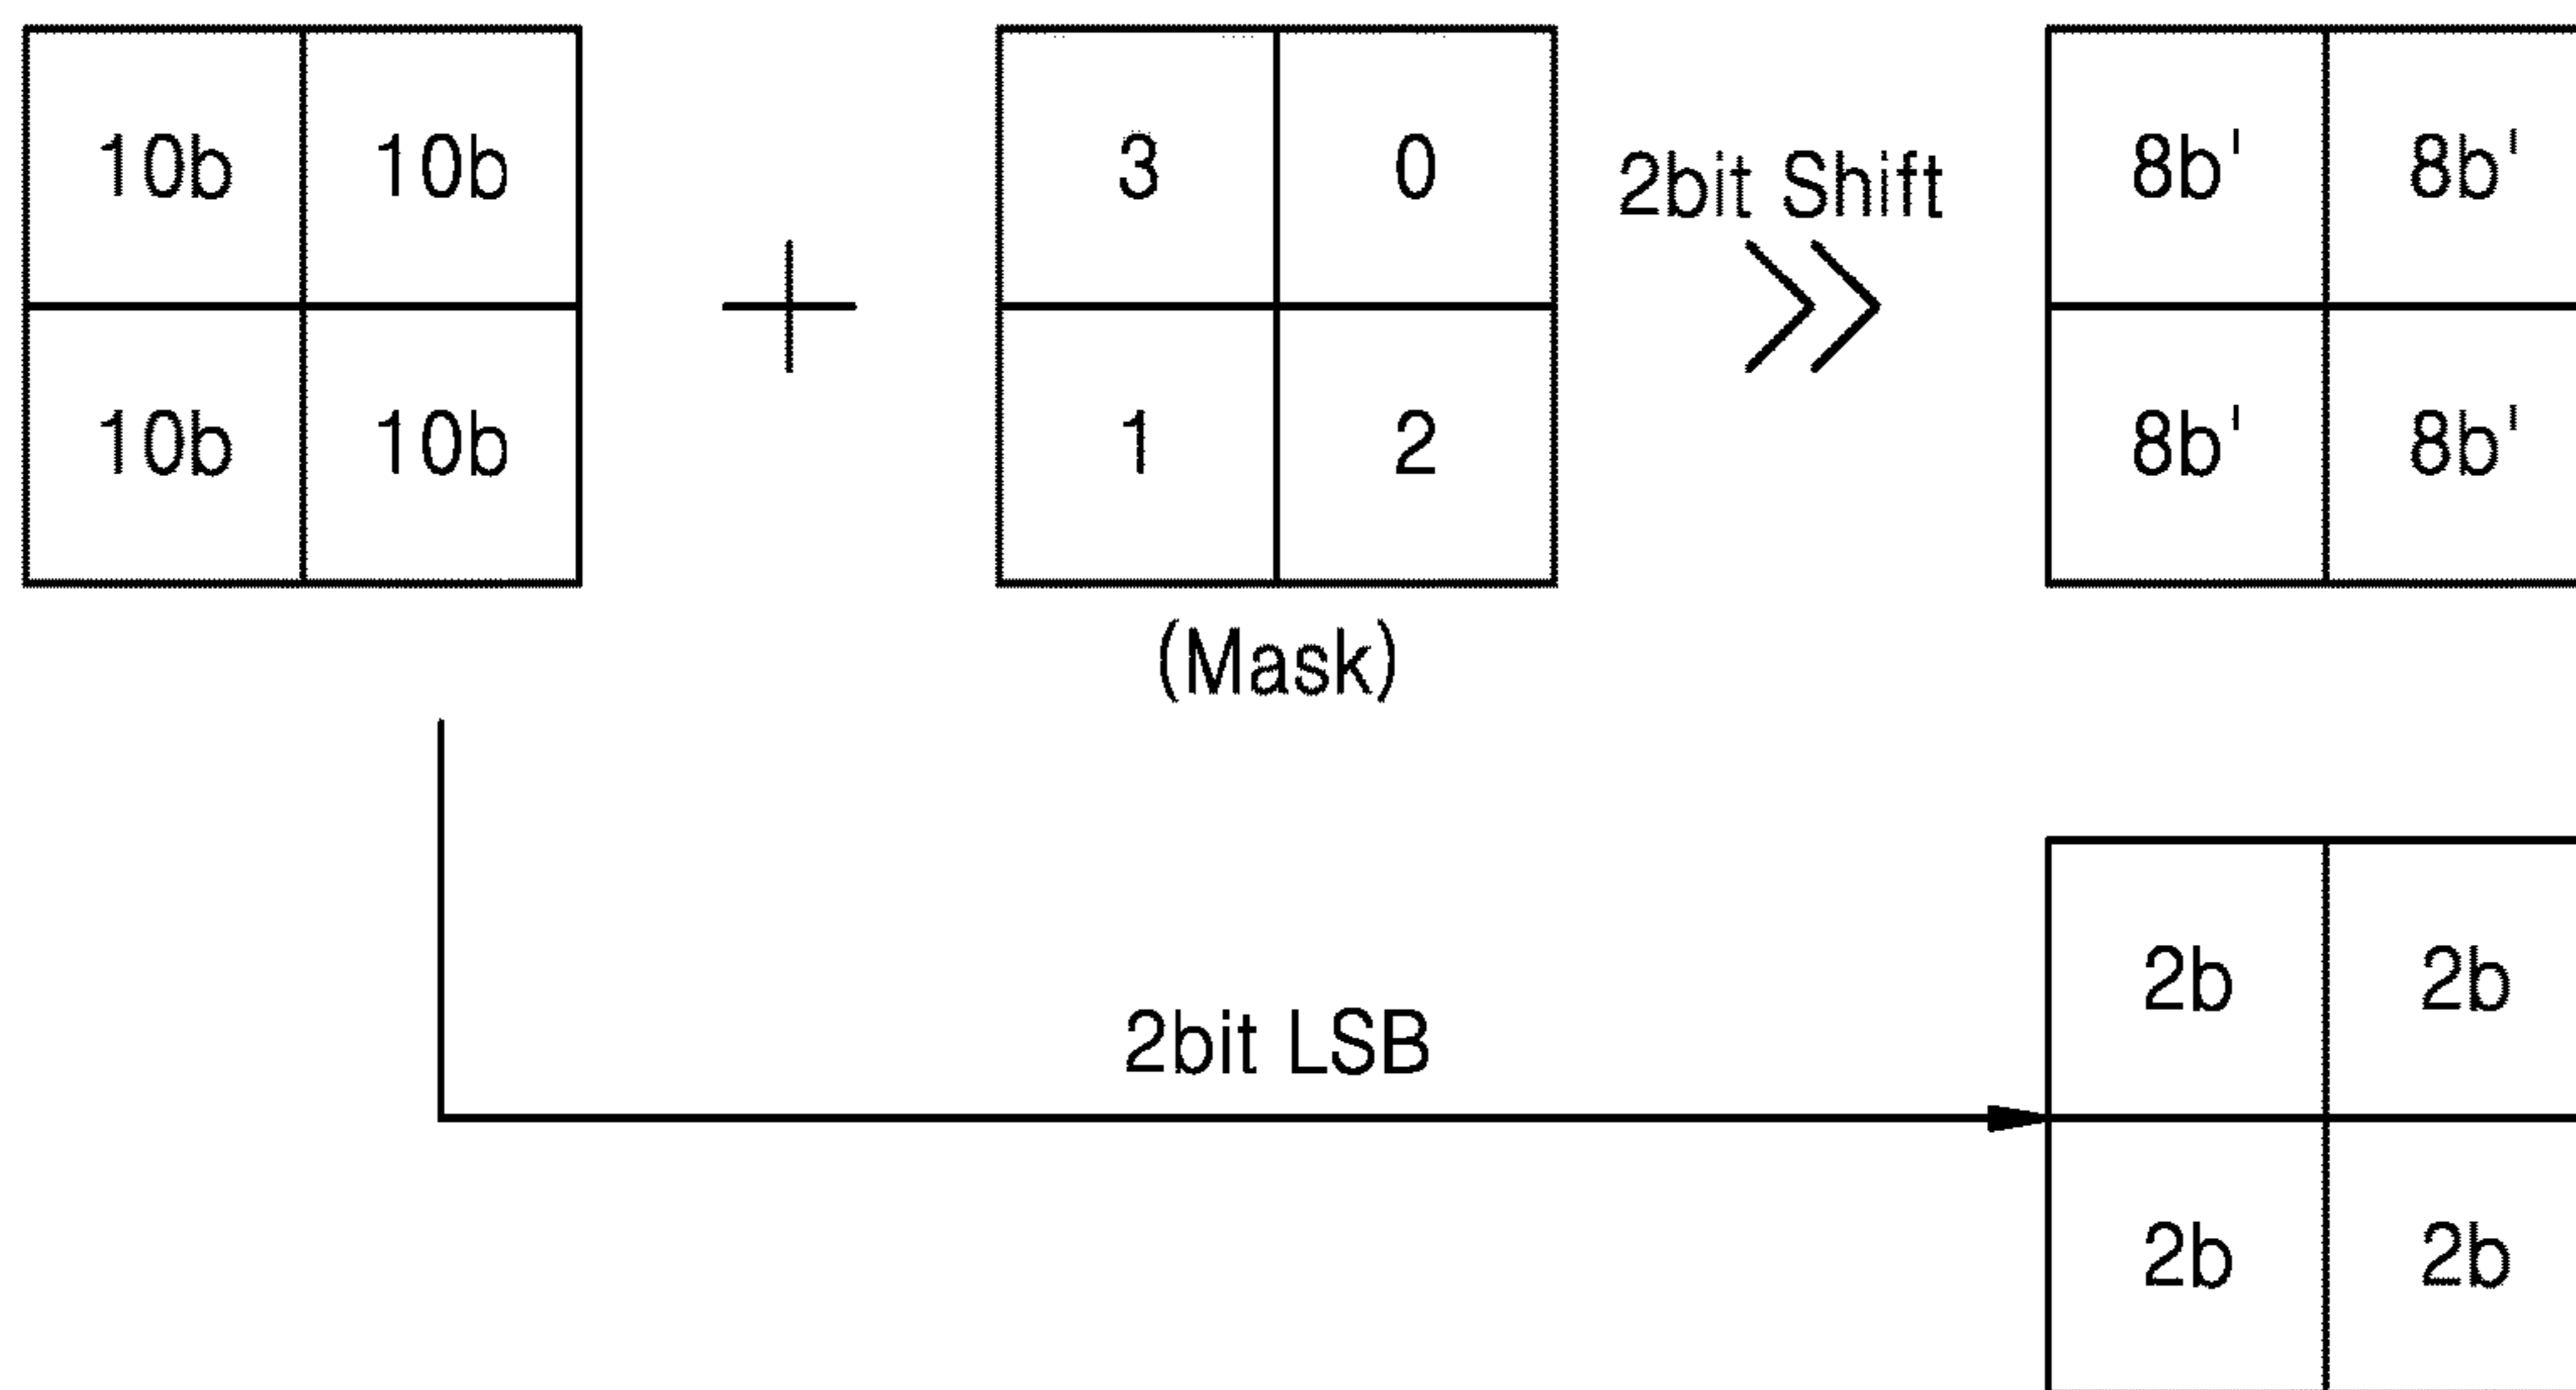 10b 10b 3 0 2bit Shift 8b' 8b'
10b 10b 1 2 8b' 8b'
(Mask)
2b 2b
2bit LSB
2b 2b